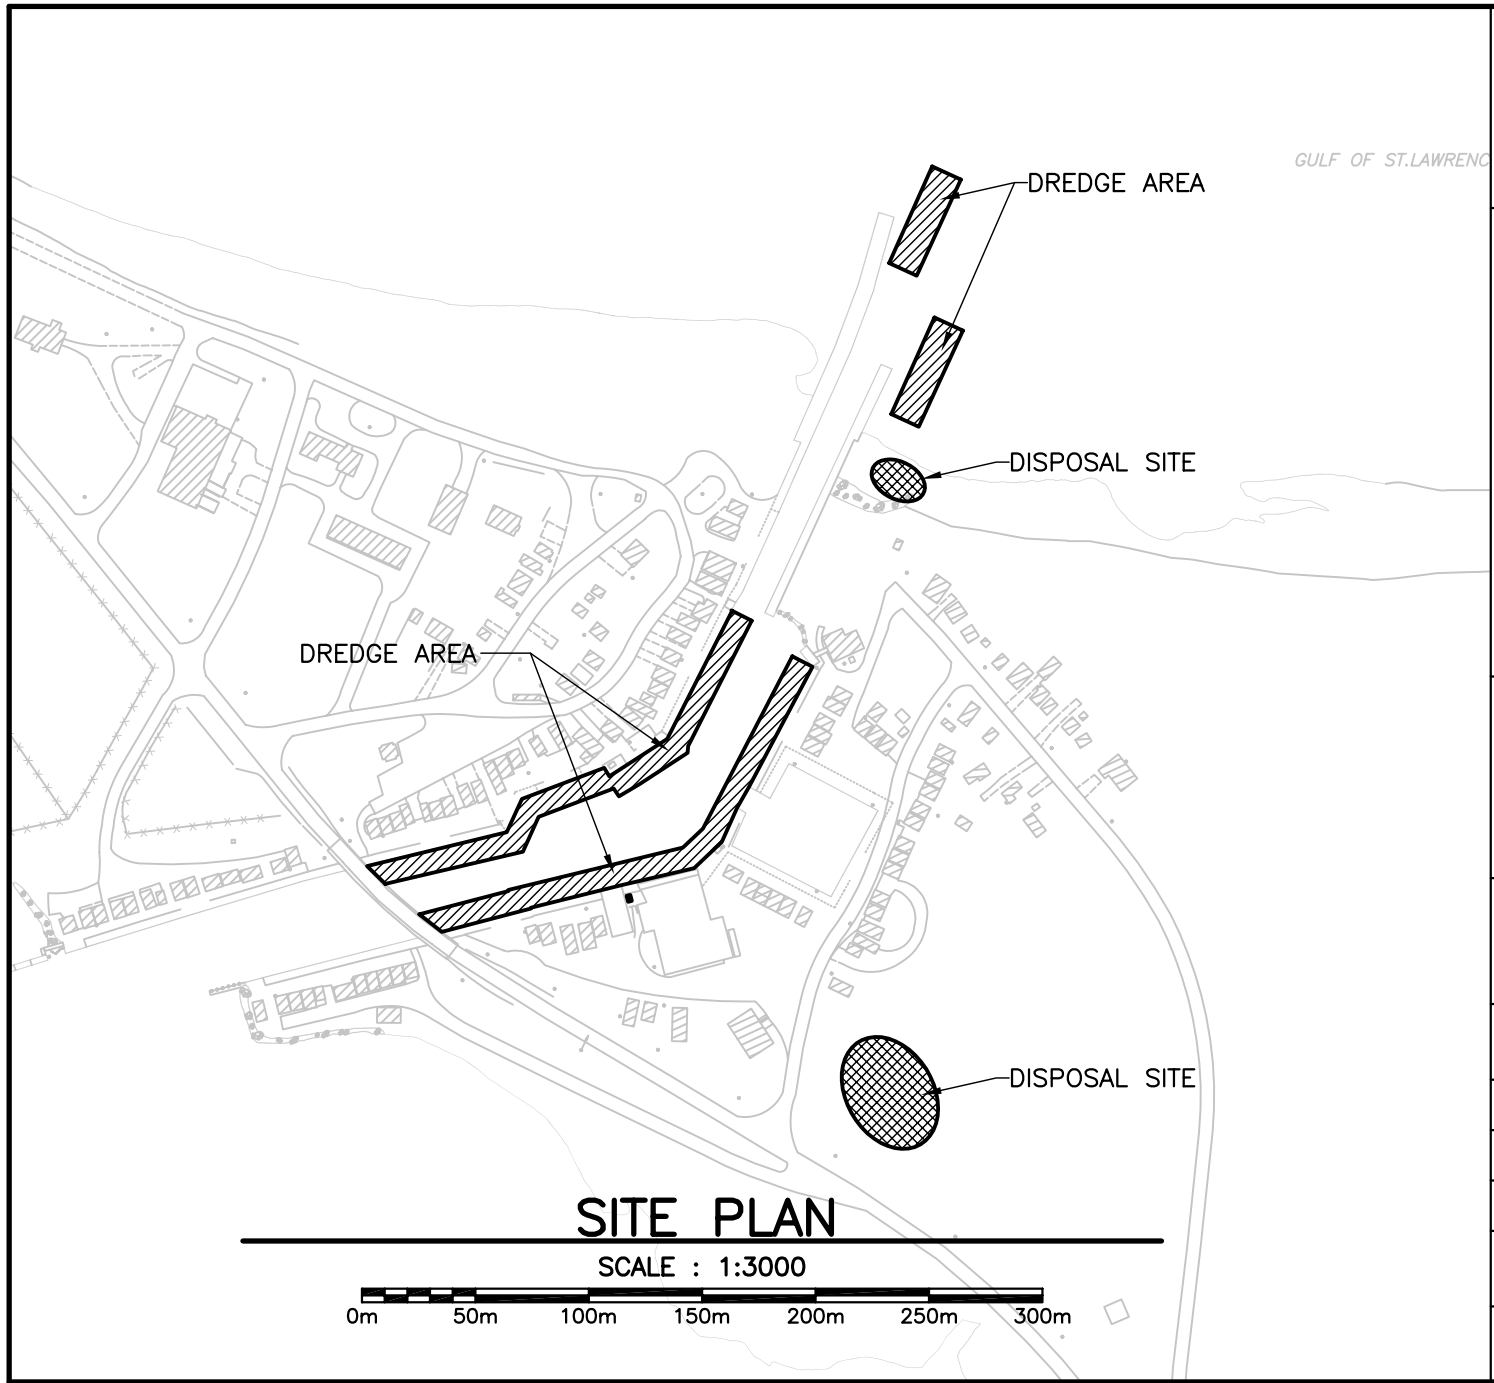 GULF OF ST.LAWRENC
DREDGE AREA
DISPOSAL SITE
DREDGE AREA
DISPOSAL SITE
SITE PLAN
SCALE : 1:3000
0m 50m 100m 150m 200m 250m 300m